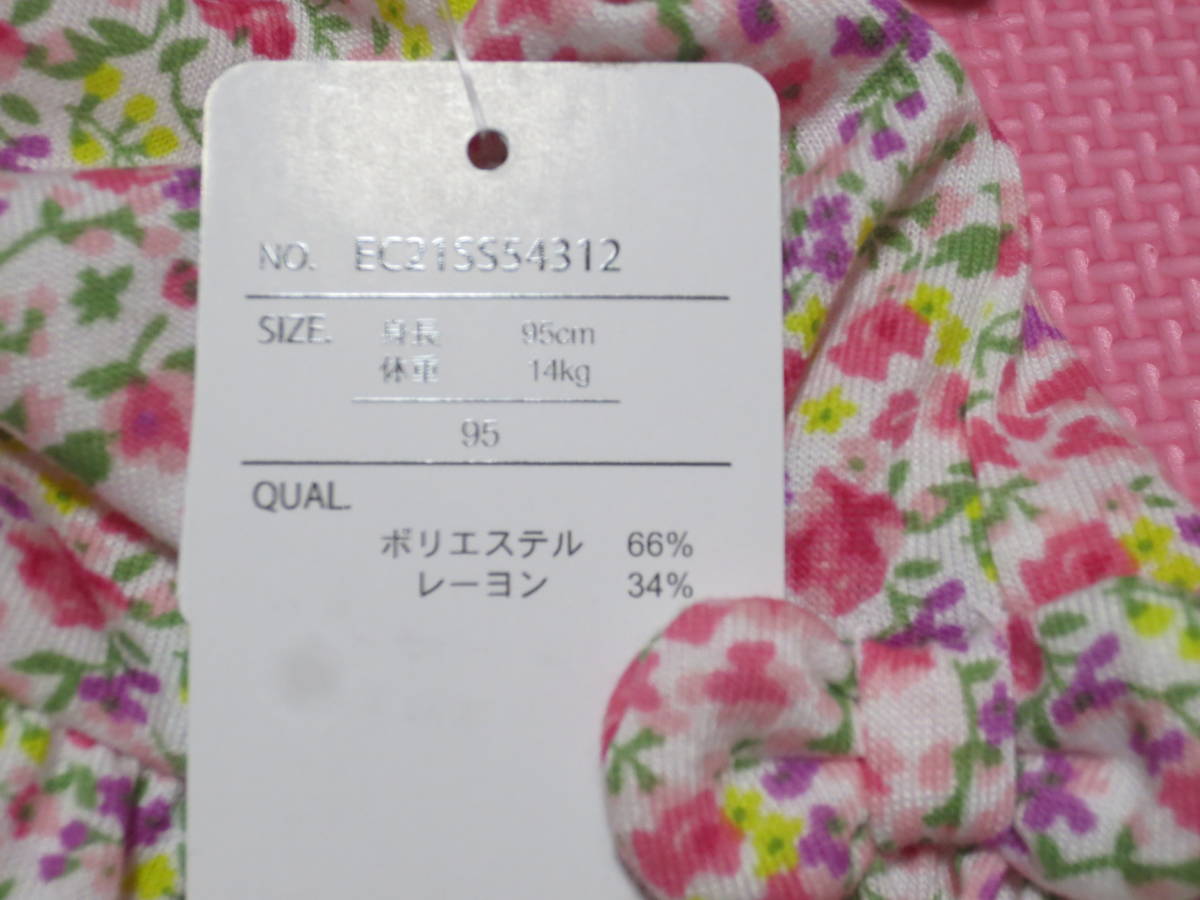 NO. EC21SS54312
SIZE. 身長 95cm
体重 14kg
95
QUAL.
ポリエステル 66%
レーヨン 34%